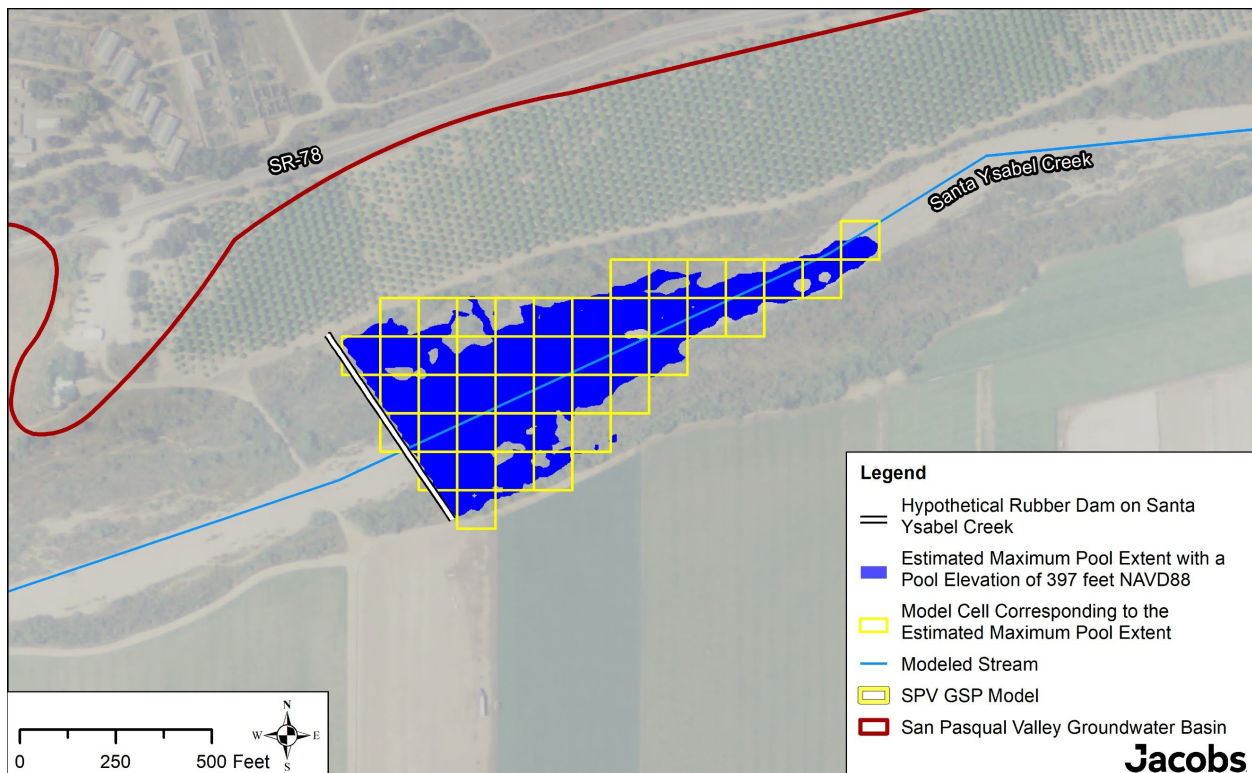 SR-78
Santa Ysabel Creek
Legend
Hypothetical Rubber Dam on Santa
Ysabel Creek
Estimated Maximum Pool Extent with a
Pool Elevation of 397 feet NAVD88
Model Cell Corresponding to the
Estimated Maximum Pool Extent
Modeled Stream
SPV GSP Model
San Pasqual Valley Groundwater Basin
N
W E
S
0 250 500 Feet
Jacobs